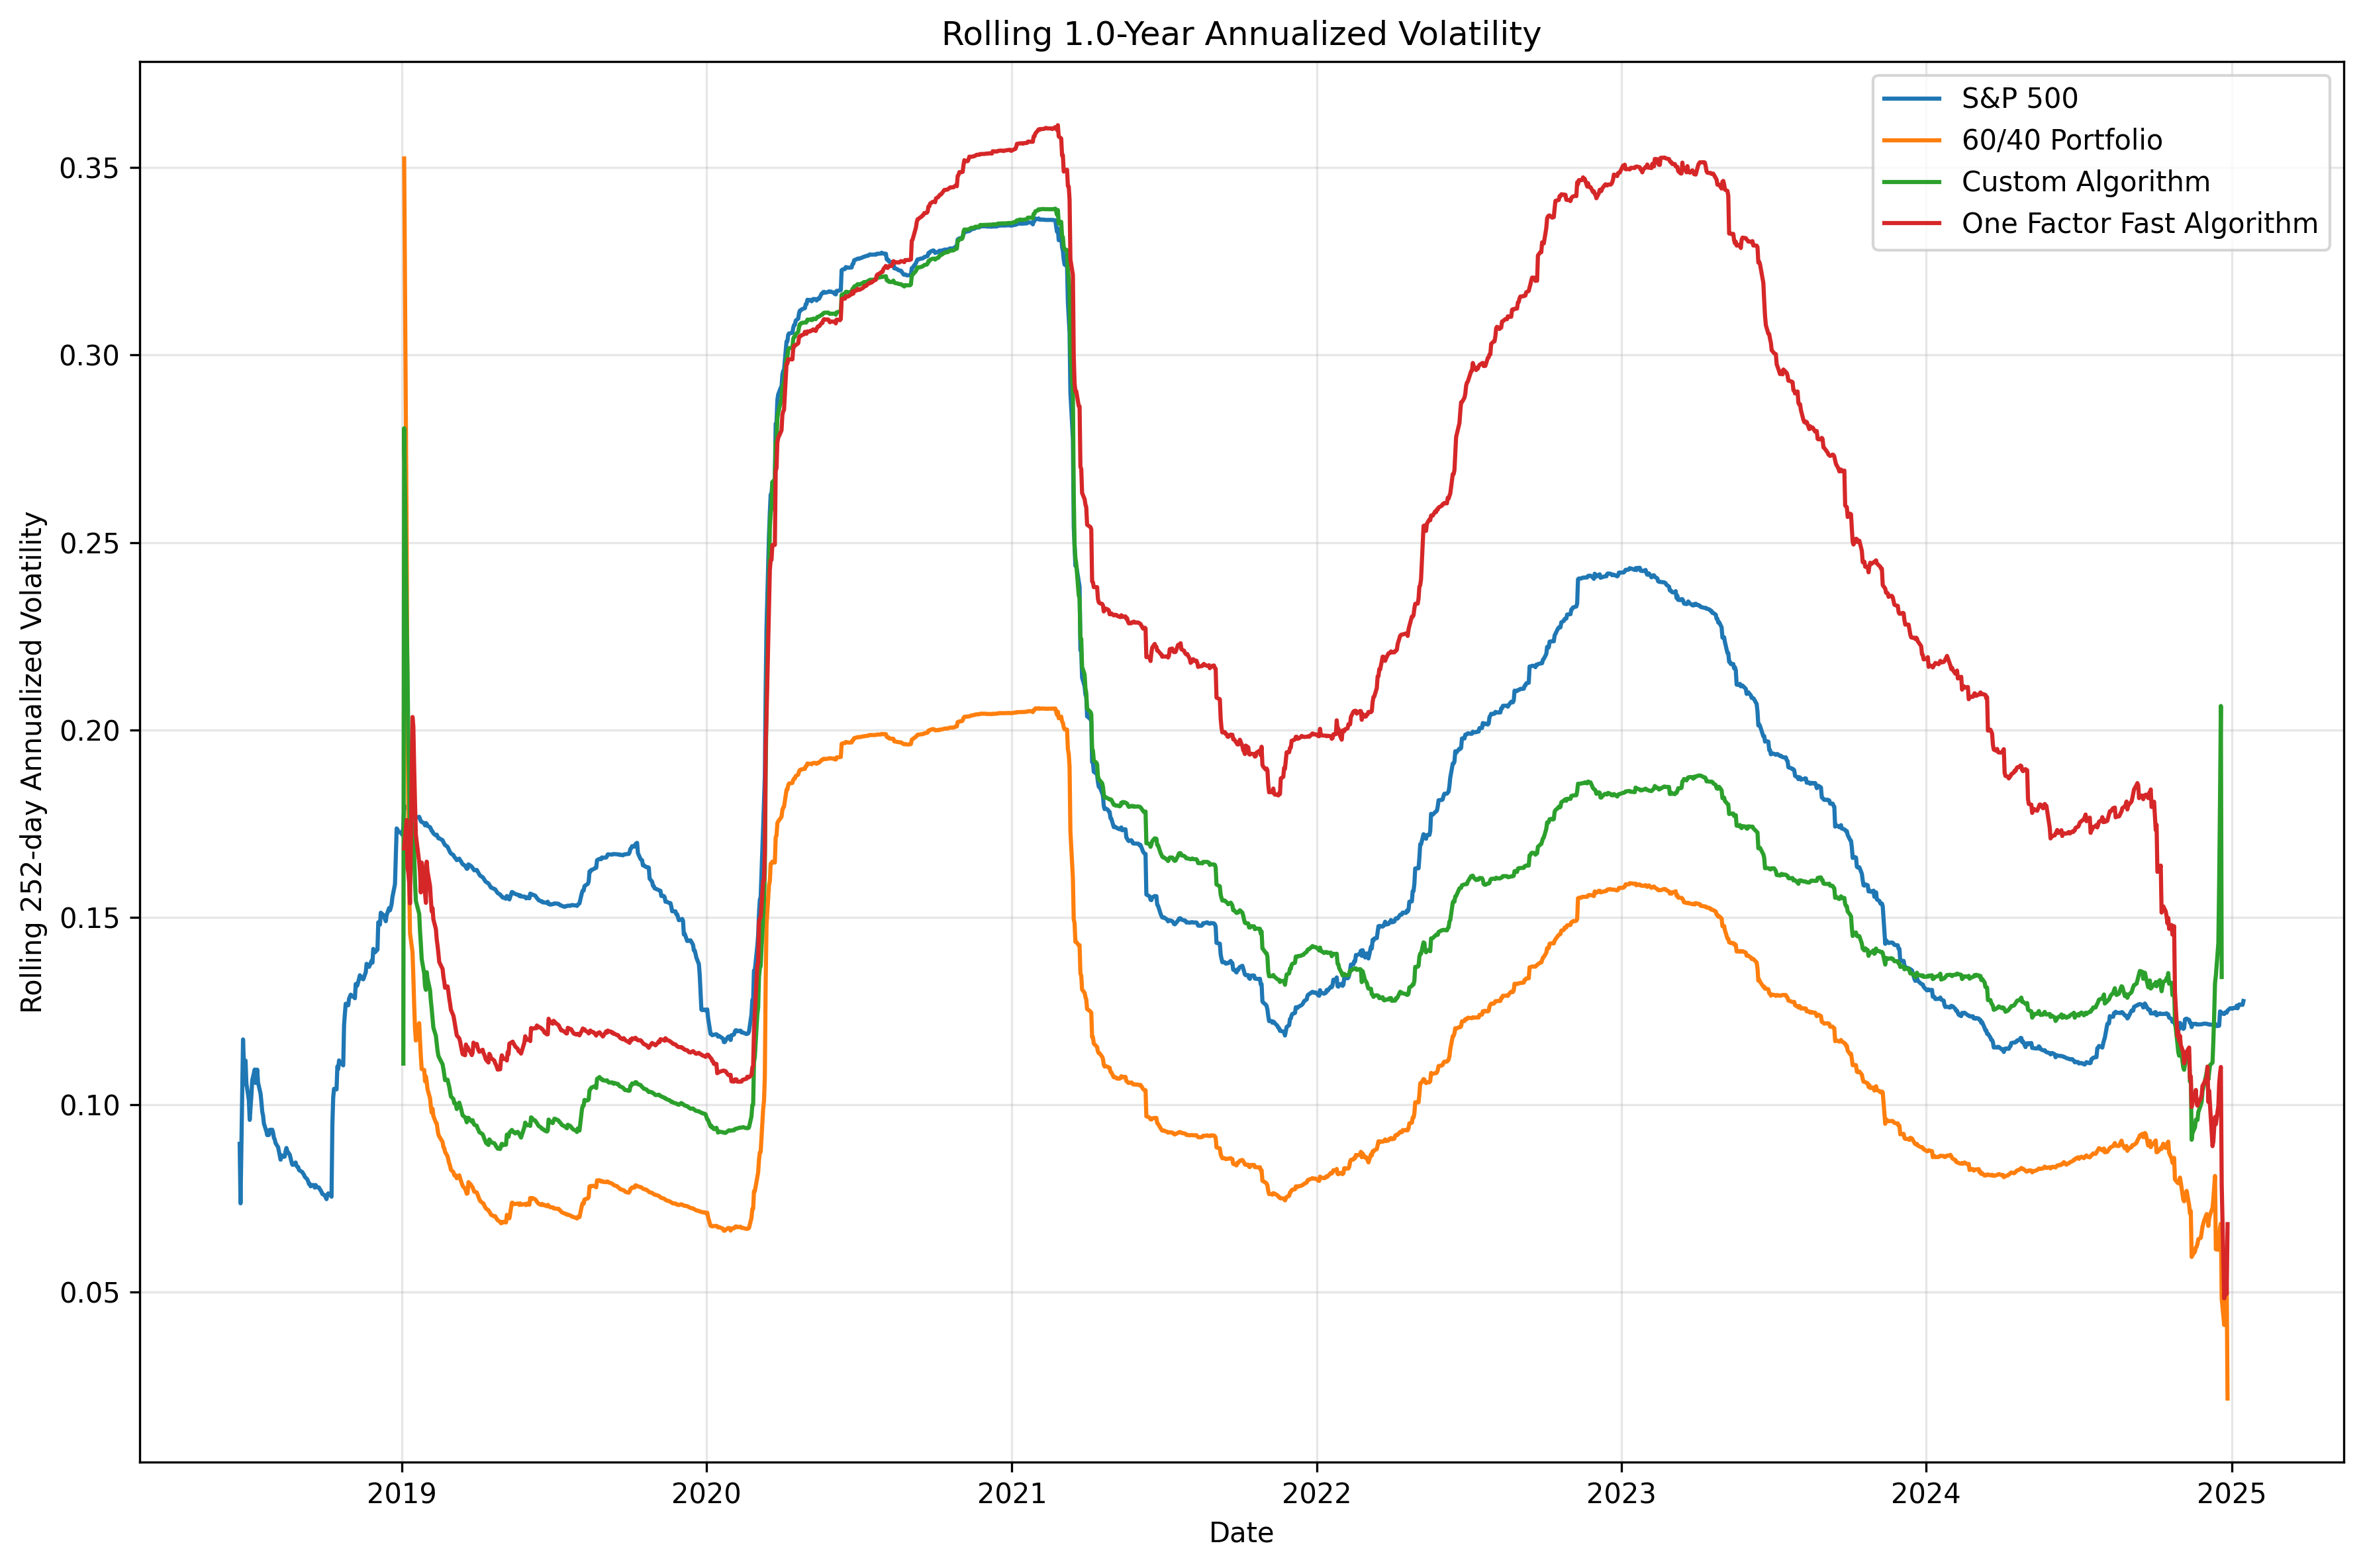 Rolling 1.0-Year Annualized Volatility
S&P 500
60/40 Portfolio
Custom Algorithm
One Factor Fast Algorithm
Rolling 252-day Annualized Volatility
0.35
0.30
0.25
0.20
0.15
0.10
0.05
2019
2020
2021
2022
2023
2024
2025
Date